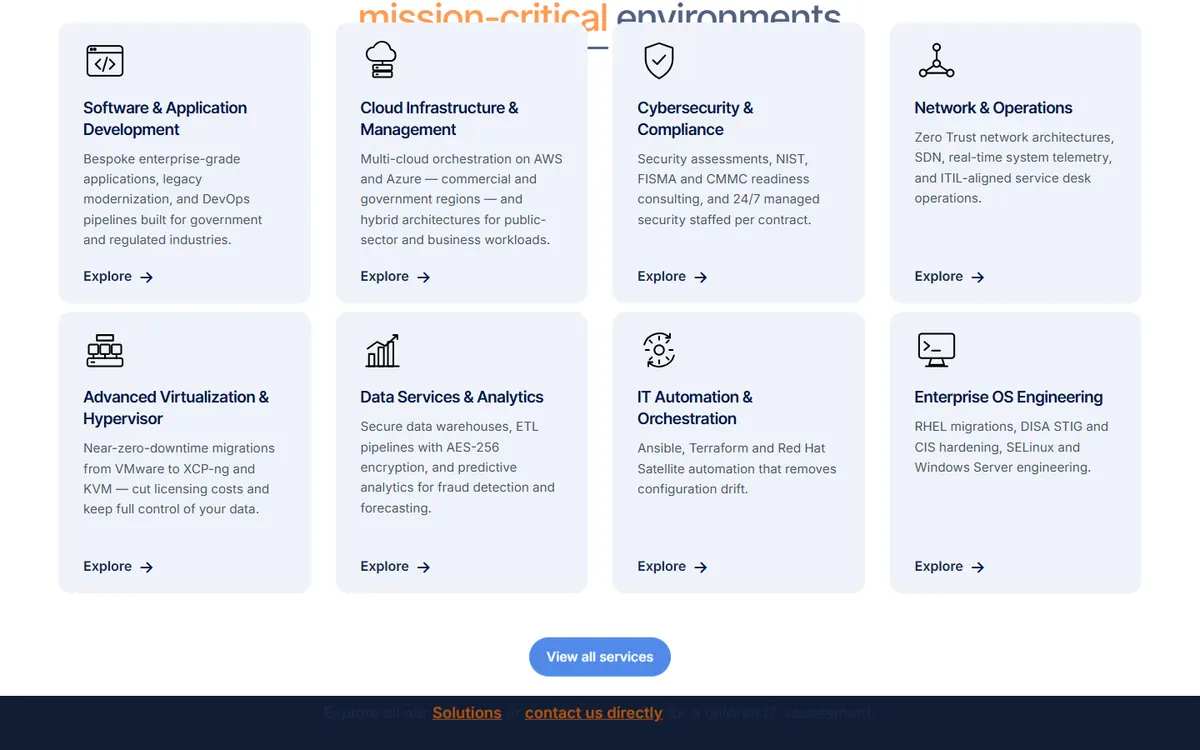 mission-critical environments
Software & Application
Development
Bespoke enterprise-grade
applications, legacy
modernization, and DevOps
pipelines built for government
and regulated industries.
Explore →
Cloud Infrastructure &
Management
Multi-cloud orchestration on AWS
and Azure — commercial and
government regions — and
hybrid architectures for public-
sector and business workloads.
Explore →
Cybersecurity &
Compliance
Security assessments, NIST,
FISMA and CMMC readiness
consulting, and 24/7 managed
security staffed per contract.
Explore →
Network & Operations
Zero Trust network architectures,
SDN, real-time system telemetry,
and ITIL-aligned service desk
operations.
Explore →
Advanced Virtualization &
Hypervisor
Near-zero-downtime migrations
from VMware to XCP-ng and
KVM — cut licensing costs and
keep full control of your data.
Explore →
Data Services & Analytics
Secure data warehouses, ETL
pipelines with AES-256
encryption, and predictive
analytics for fraud detection and
forecasting.
Explore →
IT Automation &
Orchestration
Ansible, Terraform and Red Hat
Satellite automation that removes
configuration drift.
Explore →
Enterprise OS Engineering
RHEL migrations, DISA STIG and
CIS hardening, SELinux and
Windows Server engineering.
Explore →
View all services
Explore all our Solutions or contact us directly for a tailored IT assessment.